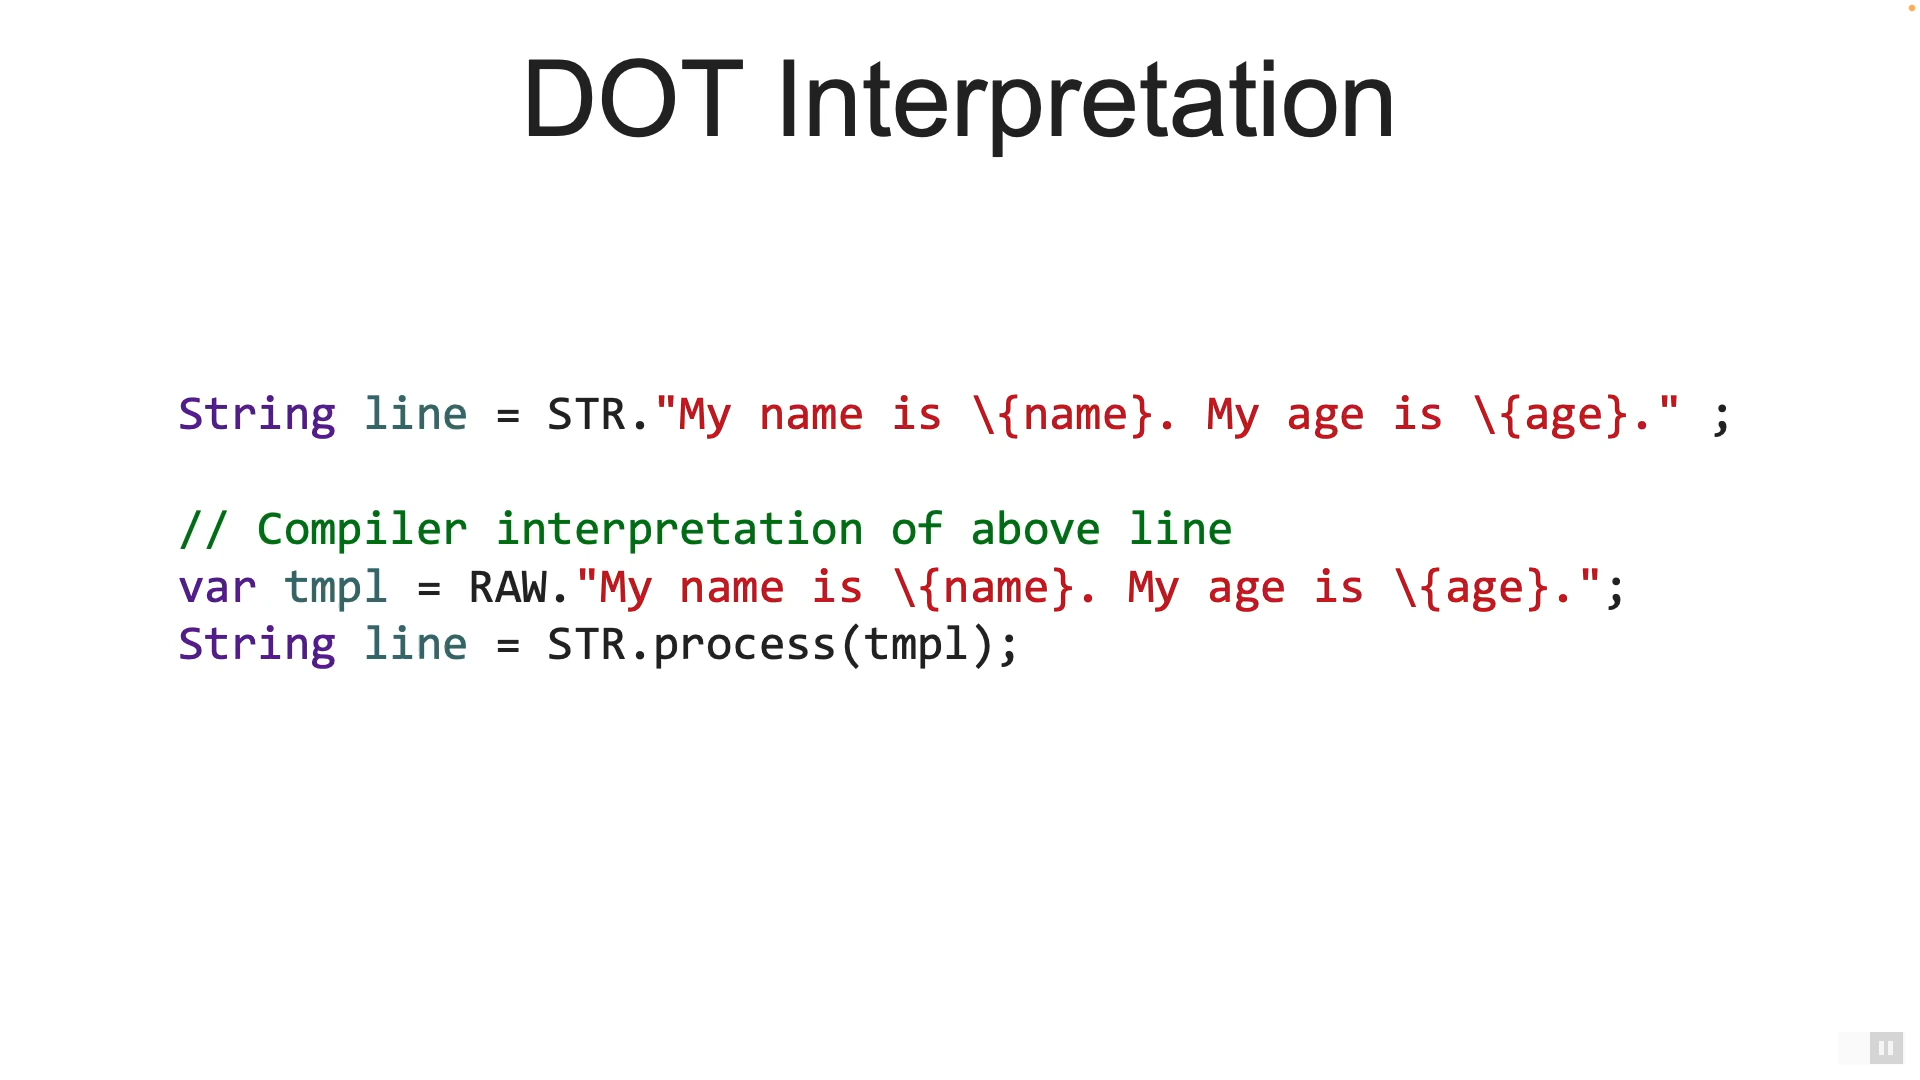 DOT Interpretation
String line = STR."My name is \{name}. My age is \{age}." ;
// Compiler interpretation of above line
var tmpl = RAW."My name is \{name}. My age is \{age}.";
String line = STR.process(tmpl);